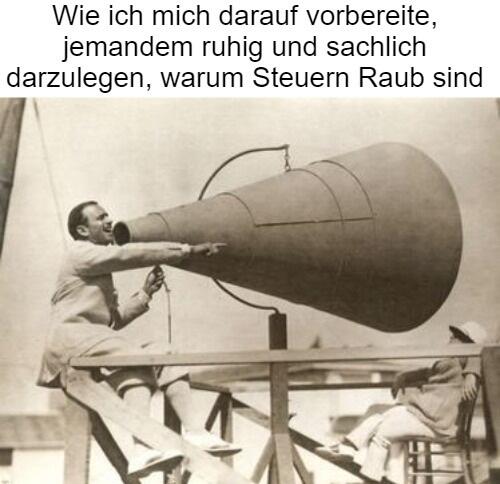 Wie ich mich darauf vorbereite,
jemandem ruhig und sachlich
darzulegen, warum Steuern Raub sind